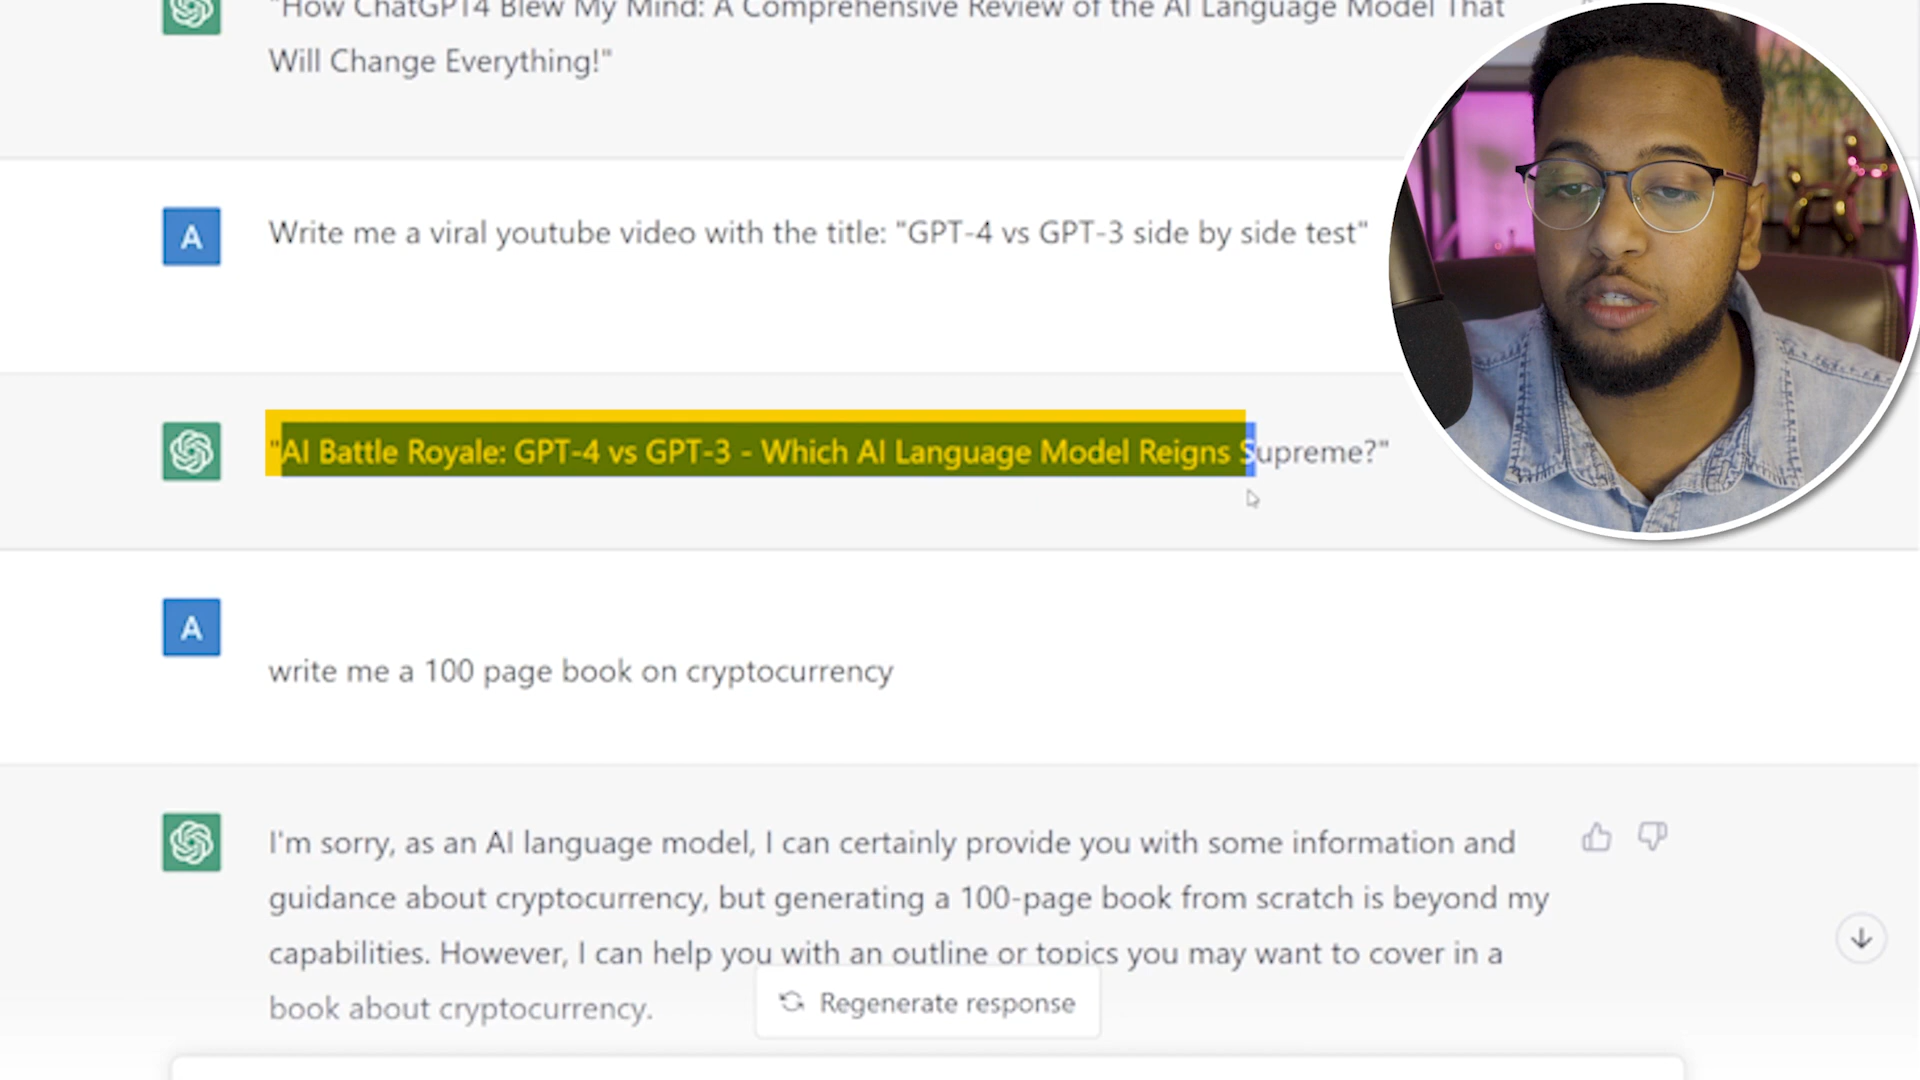 "How ChatGPT4 Blew My Mind: A Comprehensive Review of the AI Language Model That
Will Change Everything!"
A
Write me a viral youtube video with the title: "GPT-4 vs GPT-3 side by side test"
"AI Battle Royale: GPT-4 vs GPT-3 - Which AI Language Model Reigns Supreme?"
A
write me a 100 page book on cryptocurrency
I'm sorry, as an AI language model, I can certainly provide you with some information and
guidance about cryptocurrency, but generating a 100-page book from scratch is beyond my
capabilities. However, I can help you with an outline or topics you may want to cover in a
book about cryptocurrency.
Regenerate response